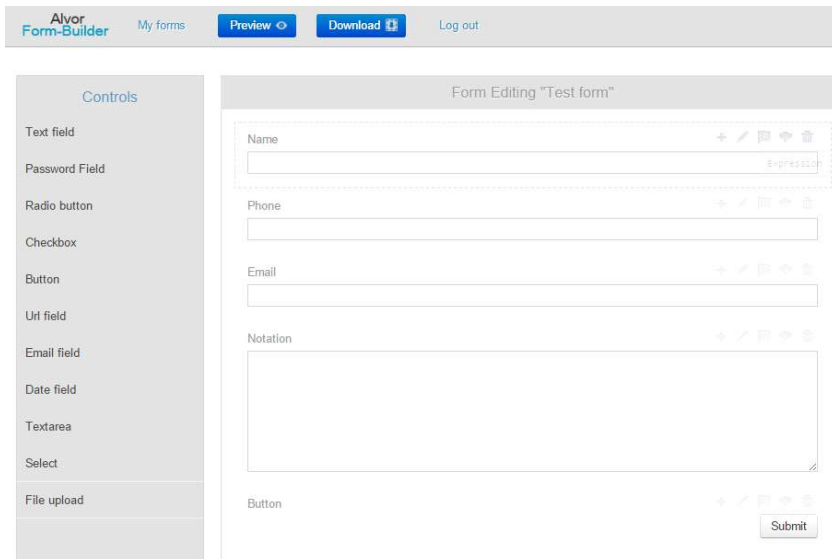 Alvor
Form-Builder
My forms
Preview
Download
Log out
Controls
Text field
Password Field
Radio button
Checkbox
Button
Url field
Email field
Date field
Textarea
Select
File upload
Form Editing "Test form"
Name
Expression
Phone
Email
Notation
Button
Submit